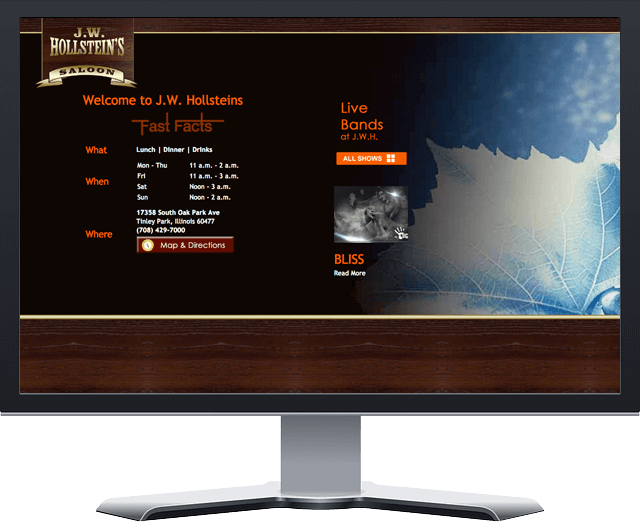 J.W.
HOLLSTEIN'S
SALOON
Welcome to J.W. Hollsteins
Fast Facts
What Lunch | Dinner | Drinks
When Mon - Thu 11 a.m. - 2 a.m.
Fri 11 a.m. - 3 a.m.
Sat Noon - 3 a.m.
Sun Noon - 2 a.m.
Where 17358 South Oak Park Ave
Tinley Park, Illinois 60477
(708) 429-7000
Map & Directions
Live
Bands
at J.W.H.
ALL SHOWS
BLISS
Read More